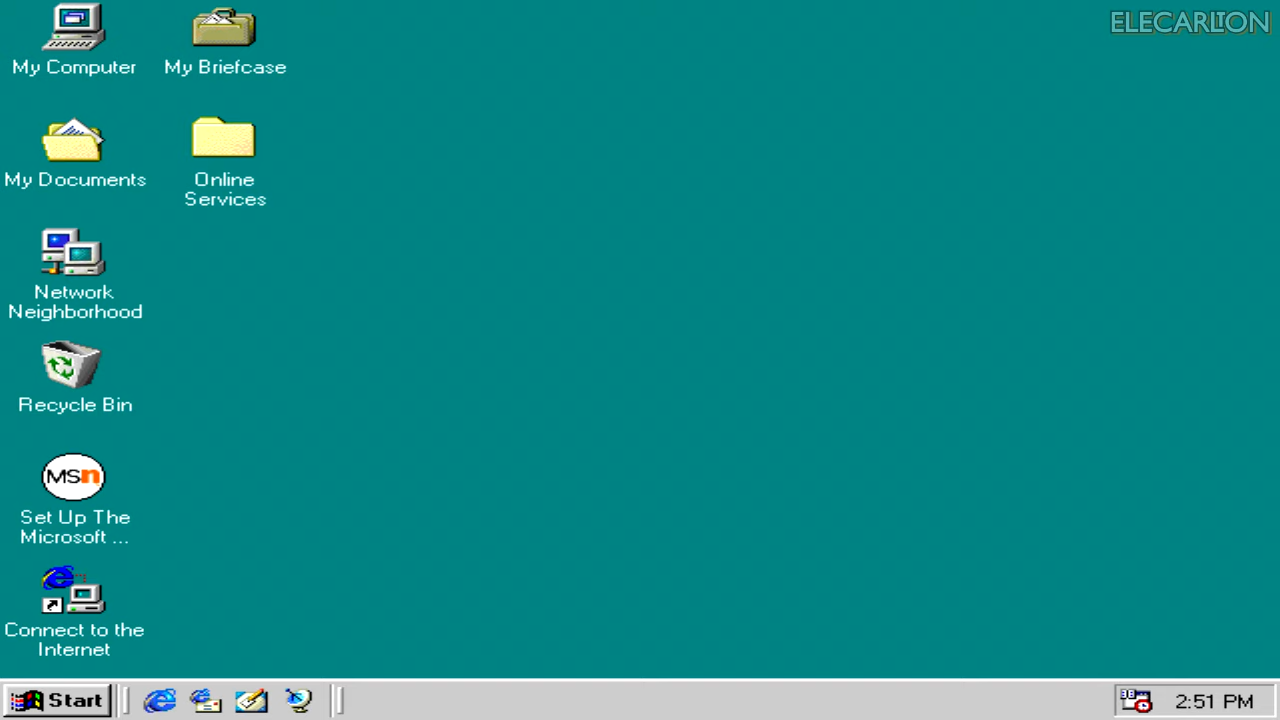 ELECARLION
My Computer
My Briefcase
My Documents
Online
Services
Network
Neighborhood
Recycle Bin
MSn
Set Up The
Microsoft ...
Connect to the
Internet
Start
2:51 PM